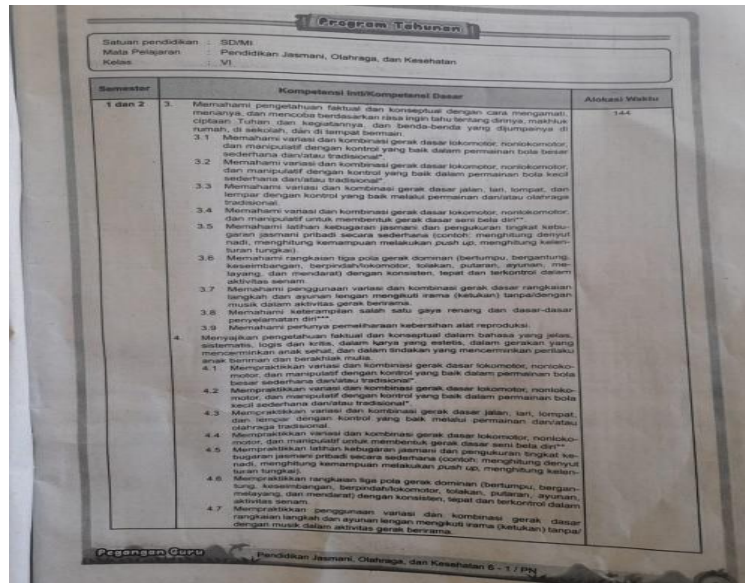 Program Tahunan
Satuan pendidikan : SD/MI
Mata Pelajaran : Pendidikan Jasmani, Olahraga, dan Kesehatan
Kelas : VI
Semester Kompetensi Inti/Kompetensi Dasar Alokasi Waktu
1 dan 2 3. Memahami pengetahuan faktual dan konseptual dengan cara mengamati, 144
menanya, dan mencoba berdasarkan rasa ingin tahu tentang dirinya, makhluk
ciptaan Tuhan dan kegiatannya, dan benda-benda yang dijumpainya di
rumah, di sekolah, dan di tempat bermain.
3.1 Memahami variasi dan kombinasi gerak dasar lokomotor, nonlokomotor,
dan manipulatif dengan kontrol yang baik dalam permainan bola besar
sederhana dan/atau tradisional*.
3.2 Memahami variasi dan kombinasi gerak dasar lokomotor, nonlokomotor,
dan manipulatif dengan kontrol yang baik dalam permainan bola kecil
sederhana dan/atau tradisional*.
3.3 Memahami variasi dan kombinasi gerak dasar jalan, lari, lompat, dan
lempar dengan kontrol yang baik melalui permainan dan/atau olahraga
tradisional.
3.4 Memahami variasi dan kombinasi gerak dasar lokomotor, nonlokomotor,
dan manipulatif untuk membentuk gerak dasar seni bela diri**.
3.5 Memahami latihan kebugaran jasmani dan pengukuran tingkat kebu-
garan jasmani pribadi secara sederhana (contoh: menghitung denyut
nadi, menghitung kemampuan melakukan push up, menghitung kelen-
turan tungkai).
3.6 Memahami rangkaian tiga pola gerak dominan (bertumpu, bergantung,
keseimbangan, berpindah/lokomotor, tolakan, putaran, ayunan, me-
layang, dan mendarat) dengan konsisten, tepat dan terkontrol dalam
aktivitas senam.
3.7 Memahami penggunaan variasi dan kombinasi gerak dasar rangkaian
langkah dan ayunan lengan mengikuti irama (ketukan) tanpa/dengan
musik dalam aktivitas gerak berirama.
3.8 Memahami keterampilan salah satu gaya renang dan dasar-dasar
penyelamatan diri***
3.9 Memahami perlunya pemeliharaan kebersihan alat reproduksi.
4. Menyajikan pengetahuan faktual dan konseptual dalam bahasa yang jelas,
sistematis, logis dan kritis, dalam karya yang estetis, dalam gerakan yang
mencerminkan anak sehat, dan dalam tindakan yang mencerminkan perilaku
anak beriman dan berakhlak mulia.
4.1 Mempraktikkan variasi dan kombinasi gerak dasar lokomotor, nonloko-
motor, dan manipulatif dengan kontrol yang baik dalam permainan bola
besar sederhana dan/atau tradisional*.
4.2 Mempraktikkan variasi dan kombinasi gerak dasar lokomotor, nonloko-
motor, dan manipulatif dengan kontrol yang baik dalam permainan bola
kecil sederhana dan/atau tradisional*.
4.3 Mempraktikkan variasi dan kombinasi gerak dasar jalan, lari, lompat,
dan lempar dengan kontrol yang baik melalui permainan dan/atau
olahraga tradisional.
4.4 Mempraktikkan variasi dan kombinasi gerak dasar lokomotor, nonloko-
motor, dan manipulatif untuk membentuk gerak dasar seni bela diri**
4.5 Mempraktikkan latihan kebugaran jasmani dan pengukuran tingkat ke-
bugaran jasmani pribadi secara sederhana (contoh: menghitung denyut
nadi, menghitung kemampuan melakukan push up, menghitung kelen-
turan tungkai).
4.6 Mempraktikkan rangkaian tiga pola gerak dominan (bertumpu, bergan-
tung, keseimbangan, berpindah/lokomotor, tolakan, putaran, ayunan,
melayang, dan mendarat) dengan konsisten, tepat dan terkontrol dalam
aktivitas senam.
4.7 Mempraktikkan penggunaan variasi dan kombinasi gerak dasar
rangkaian langkah dan ayunan lengan mengikuti irama (ketukan) tanpa/
dengan musik dalam aktivitas gerak berirama.
Pegangan Guru Pendidikan Jasmani, Olahraga, dan Kesehatan 6 - 1 / PN